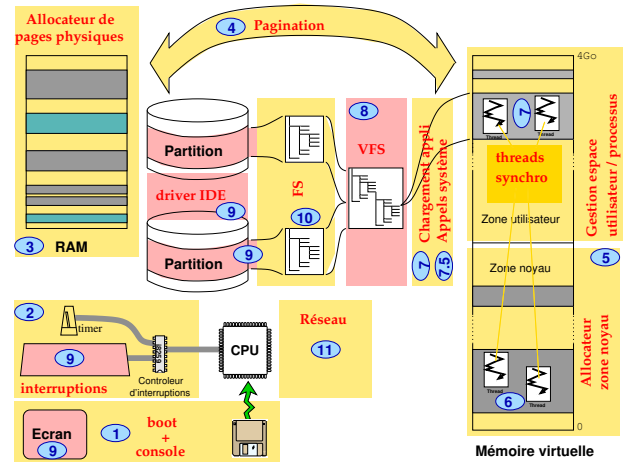 Allocateur de
pages physiques
4
Pagination
4Go
8
VFS
Partition
driver IDE
9
FS
10
Partition
9
Chargement appli
Appels système
7
7.5
7
Thread
Thread
threads
synchro
Zone utilisateur
Zone noyau
Gestion espace
utilisateur / processus
5
Allocateur
zone noyau
Thread
Thread
6
0
Mémoire virtuelle
3
RAM
2
timer
9
interruptions
Controleur
d'interruptions
CPU
Réseau
11
Ecran
9
1
boot
+
console